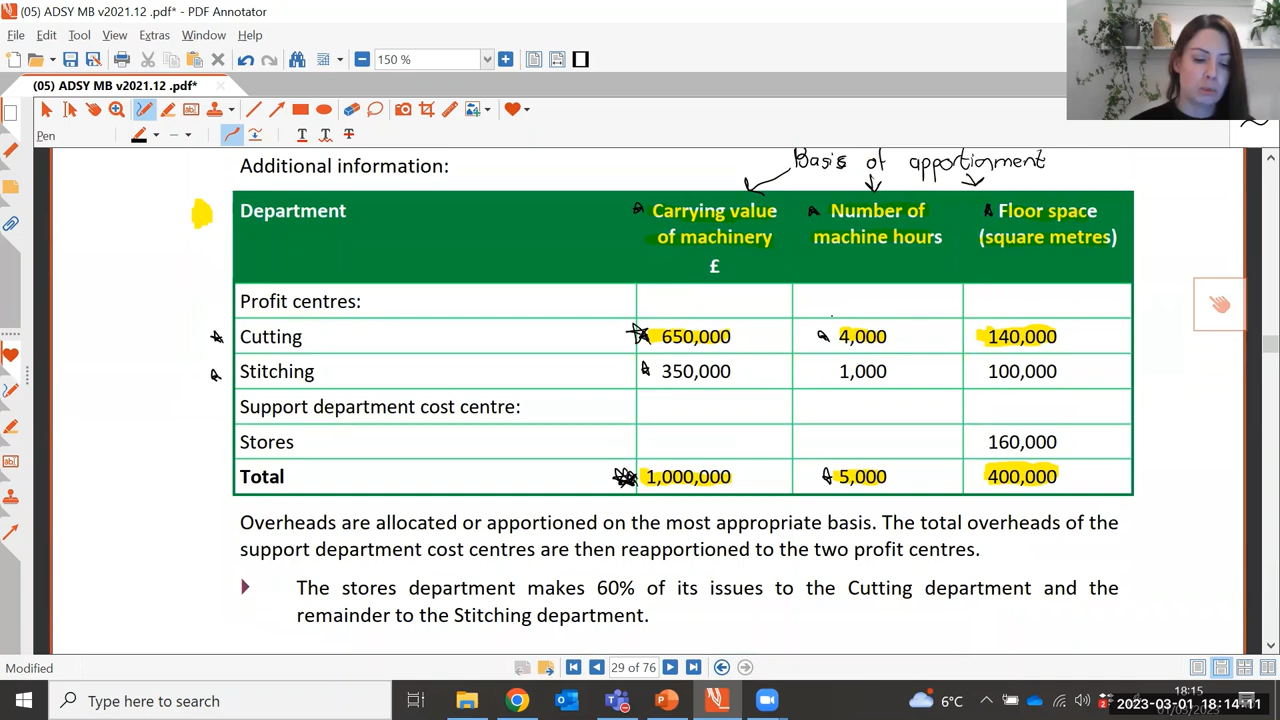 (05) ADSY MB v2021.12 .pdf* - PDF Annotator
File Edit Tool View Extras Window Help
150 %
(05) ADSY MB v2021.12 .pdf*
Pen
Additional information:
Basis of apportionment
Department Carrying value of machinery £ Number of machine hours Floor space (square metres)
Profit centres:
Cutting 650,000 4,000 140,000
Stitching 350,000 1,000 100,000
Support department cost centre:
Stores 160,000
Total 1,000,000 5,000 400,000
Overheads are allocated or apportioned on the most appropriate basis. The total overheads of the
support department cost centres are then reapportioned to the two profit centres.
The stores department makes 60% of its issues to the Cutting department and the
remainder to the Stitching department.
Modified 29 of 76
Type here to search 6°C 18:15
2023-03-01 18:14:11